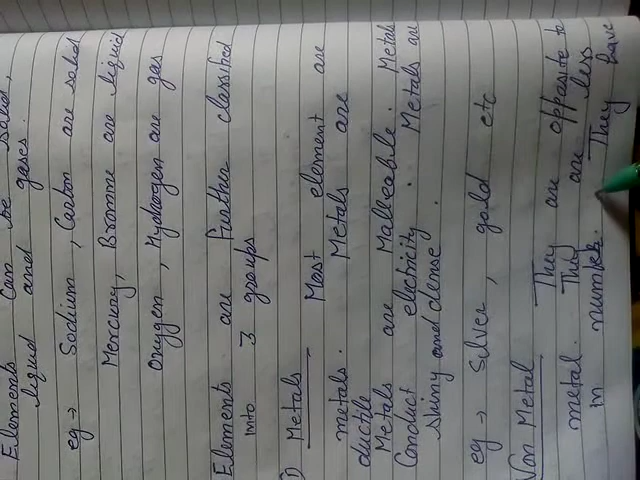 Elements can be solid,
liquid and gases.
eg → Sodium, Carbon are solid
Mercury, Bromine are liquid
oxygen, Hydrogen are gas
Elements are Further classified
into 3 groups
1) Metals - Most element are
metals. Metals are
ductile
Metals are Malleabile. Metals
Conduct electricity. Metals are
shiny and dense.
eg → Silver, gold etc
Non Metal They are opposite to
metal. They are less
in number. They have